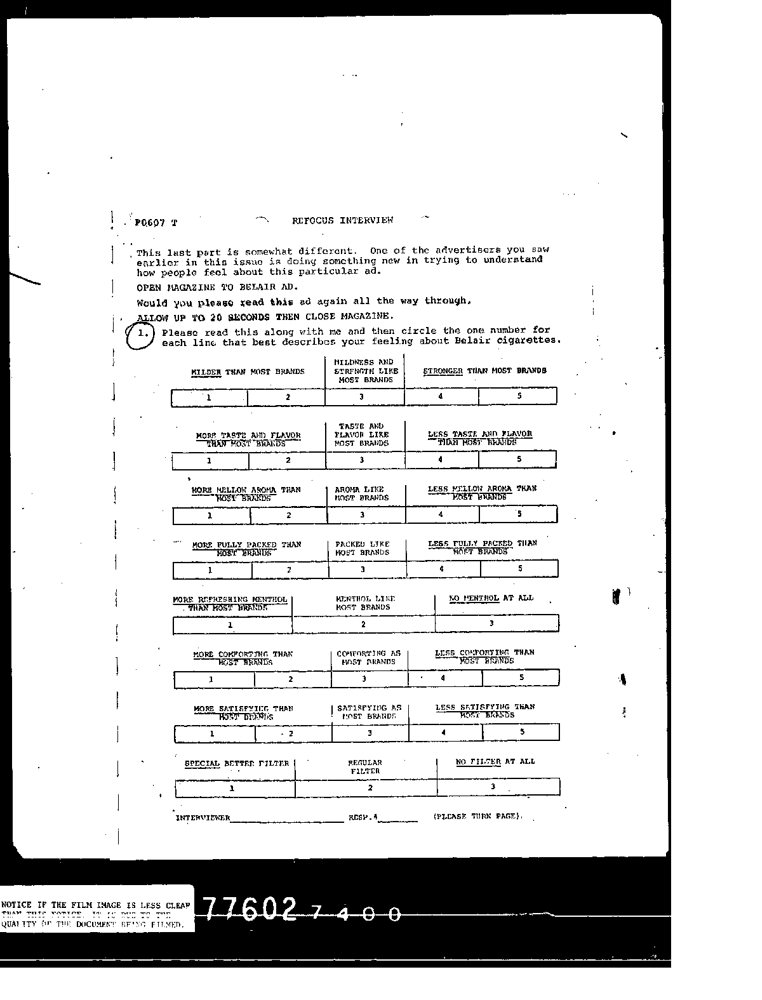 P0607 T REFOCUS INTERVIEW
This last part is somewhat different. One of the advertisers you saw
earlier in this issue is doing something new in trying to understand
how people feel about this particular ad.
OPEN MAGAZINE TO BELAIR AD.
Would you please read this ad again all the way through.
ALLOW UP TO 20 SECONDS THEN CLOSE MAGAZINE.
1. Please read this along with me and then circle the one number for
each line that best describes your feeling about Belair cigarettes.
MILDER THAN MOST BRANDS
MILDNESS AND
STRENGTH LIKE
MOST BRANDS
STRONGER THAN MOST BRANDS
1 2 3 4 5
MORE TASTE AND FLAVOR
THAN MOST BRANDS
TASTE AND
FLAVOR LIKE
MOST BRANDS
LESS TASTE AND FLAVOR
THAN MOST BRANDS
1 2 3 4 5
MORE MELLOW AROMA THAN
MOST BRANDS
AROMA LIKE
MOST BRANDS
LESS MELLOW AROMA THAN
MOST BRANDS
1 2 3 4 5
MORE FULLY PACKED THAN
MOST BRANDS
PACKED LIKE
MOST BRANDS
LESS FULLY PACKED THAN
MOST BRANDS
1 2 3 4 5
MORE REFRESHING MENTHOL
THAN MOST BRANDS
MENTHOL LIKE
MOST BRANDS
NO MENTHOL AT ALL
1 2 3
MORE COMFORTING THAN
MOST BRANDS
COMFORTING AS
MOST BRANDS
LESS COMFORTING THAN
MOST BRANDS
1 2 3 4 5
MORE SATISFYING THAN
MOST BRANDS
SATISFYING AS
MOST BRANDS
LESS SATISFYING THAN
MOST BRANDS
1 2 3 4 5
SPECIAL BETTER FILTER
REGULAR
FILTER
NO FILTER AT ALL
1 2 3
INTERVIEWER RESP.# (PLEASE TURN PAGE).
NOTICE IF THE FILM IMAGE IS LESS CLEAR
THAN THIS NOTICE, IT IS DUE TO THE
QUALITY OF THE DOCUMENT BEING FILMED.
77602 7400